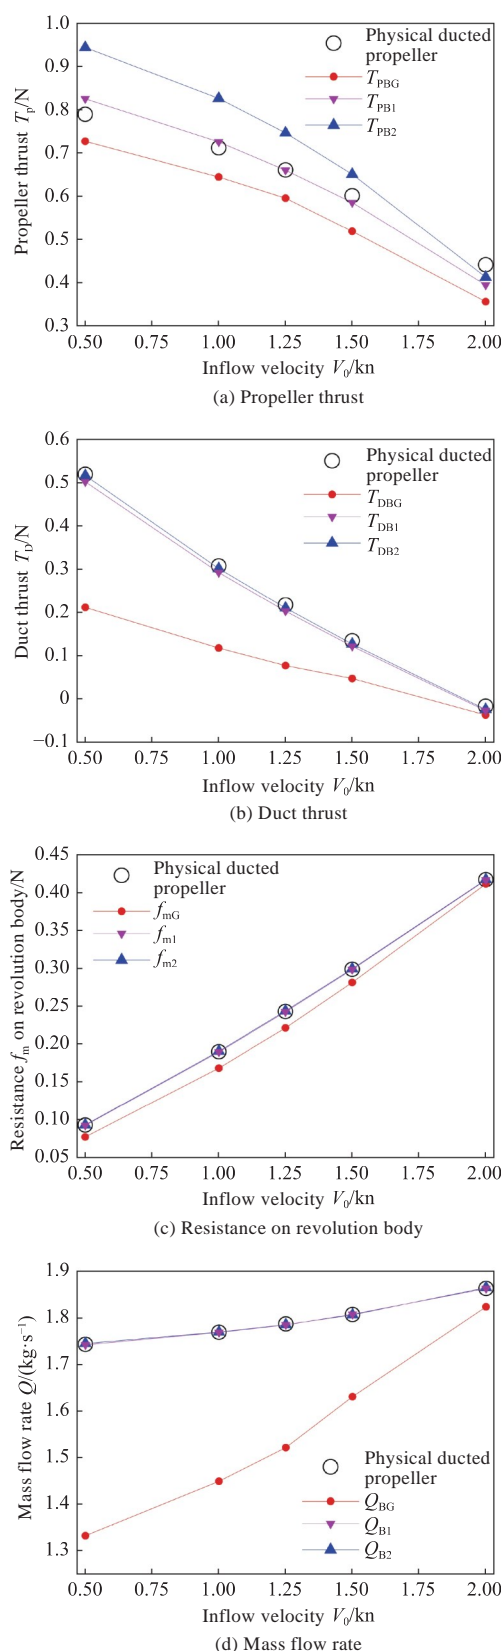 1.0
0.9
0.8
0.7
0.6
0.5
0.4
0.3
Propeller thrust Tp/N
Physical ducted
propeller
TPBG
TPB1
TPB2
0.50 0.75 1.00 1.25 1.50 1.75 2.00
Inflow velocity V0/kn
(a) Propeller thrust
0.6
0.5
0.4
0.3
0.2
0.1
0
−0.1
Duct thrust TD/N
Physical ducted
propeller
TDBG
TDB1
TDB2
0.50 0.75 1.00 1.25 1.50 1.75 2.00
Inflow velocity V0/kn
(b) Duct thrust
0.45
0.40
0.35
0.30
0.25
0.20
0.15
0.10
0.05
Resistance fm on revolution body/N
Physical ducted
propeller
fmG
fm1
fm2
0.50 0.75 1.00 1.25 1.50 1.75 2.00
Inflow velocity V0/kn
(c) Resistance on revolution body
1.9
1.8
1.7
1.6
1.5
1.4
1.3
Mass flow rate Q/(kg·s⁻¹)
Physical ducted
propeller
QBG
QB1
QB2
0.50 0.75 1.00 1.25 1.50 1.75 2.00
Inflow velocity V0/kn
(d) Mass flow rate